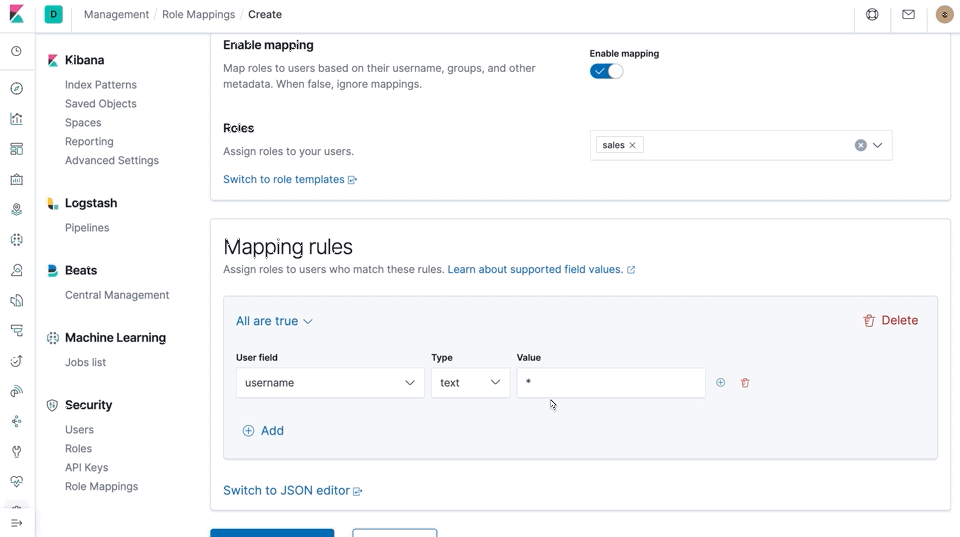 D
Management / Role Mappings / Create
Kibana
Index Patterns
Saved Objects
Spaces
Reporting
Advanced Settings
Logstash
Pipelines
Beats
Central Management
Machine Learning
Jobs list
Security
Users
Roles
API Keys
Role Mappings
Enable mapping
Map roles to users based on their username, groups, and other
metadata. When false, ignore mappings.
Enable mapping
Roles
Assign roles to your users.
Switch to role templates
sales
Mapping rules
Assign roles to users who match these rules. Learn about supported field values.
All are true
Delete
User field
Type
Value
username
text
*
Add
Switch to JSON editor